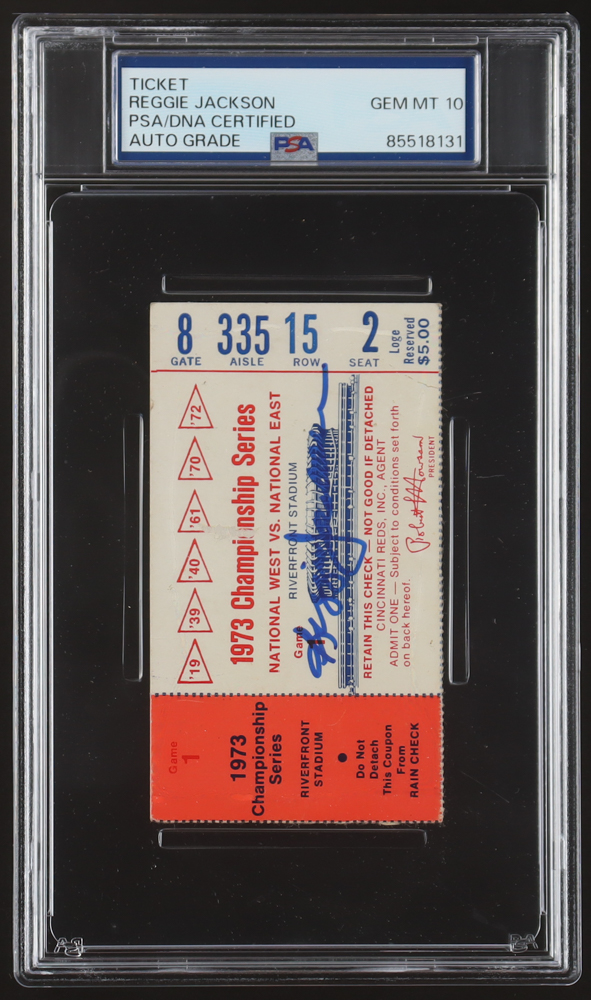 TICKET
REGGIE JACKSON GEM MT 10
PSA/DNA CERTIFIED
AUTO GRADE 85518131
PSA
8 335 15 2
GATE AISLE ROW SEAT
Loge
Reserved
$5.00
'19 '39 '40 '61 '70 '72
1973 Championship Series
NATIONAL WEST VS. NATIONAL EAST
RIVERFRONT STADIUM
Game
1
RETAIN THIS CHECK — NOT GOOD IF DETACHED
CINCINNATI REDS, INC., AGENT
ADMIT ONE — Subject to conditions set forth
on back hereof.
PRESIDENT
Game
1
1973
Championship
Series
RIVERFRONT
STADIUM
Do Not
Detach
This Coupon
From
RAIN CHECK